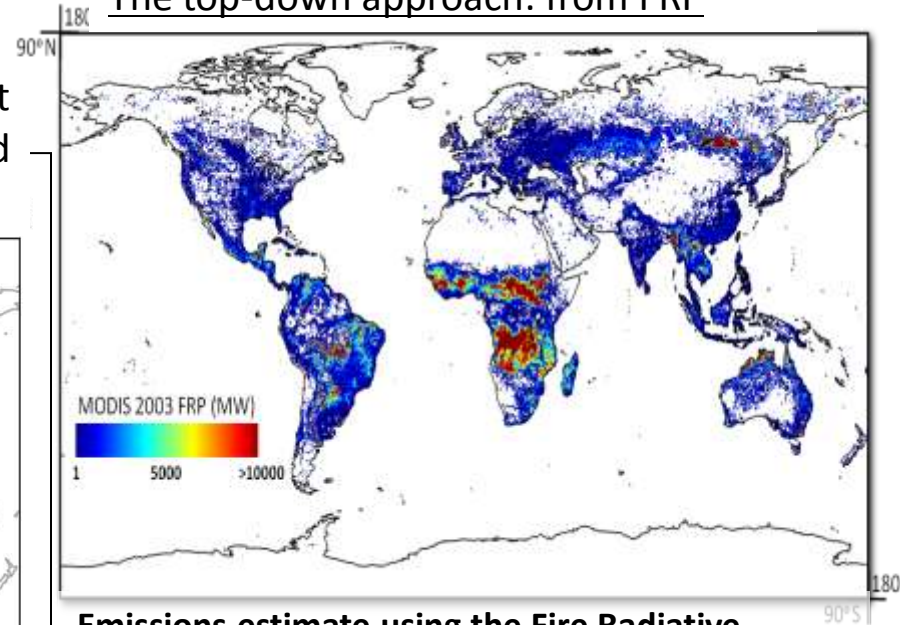 The top-down approach: from FRP
180
90°N
t
d
MODIS 2003 FRP (MW)
1 5000 >10000
180
90°S
Emissions estimate using the Fire Radiative